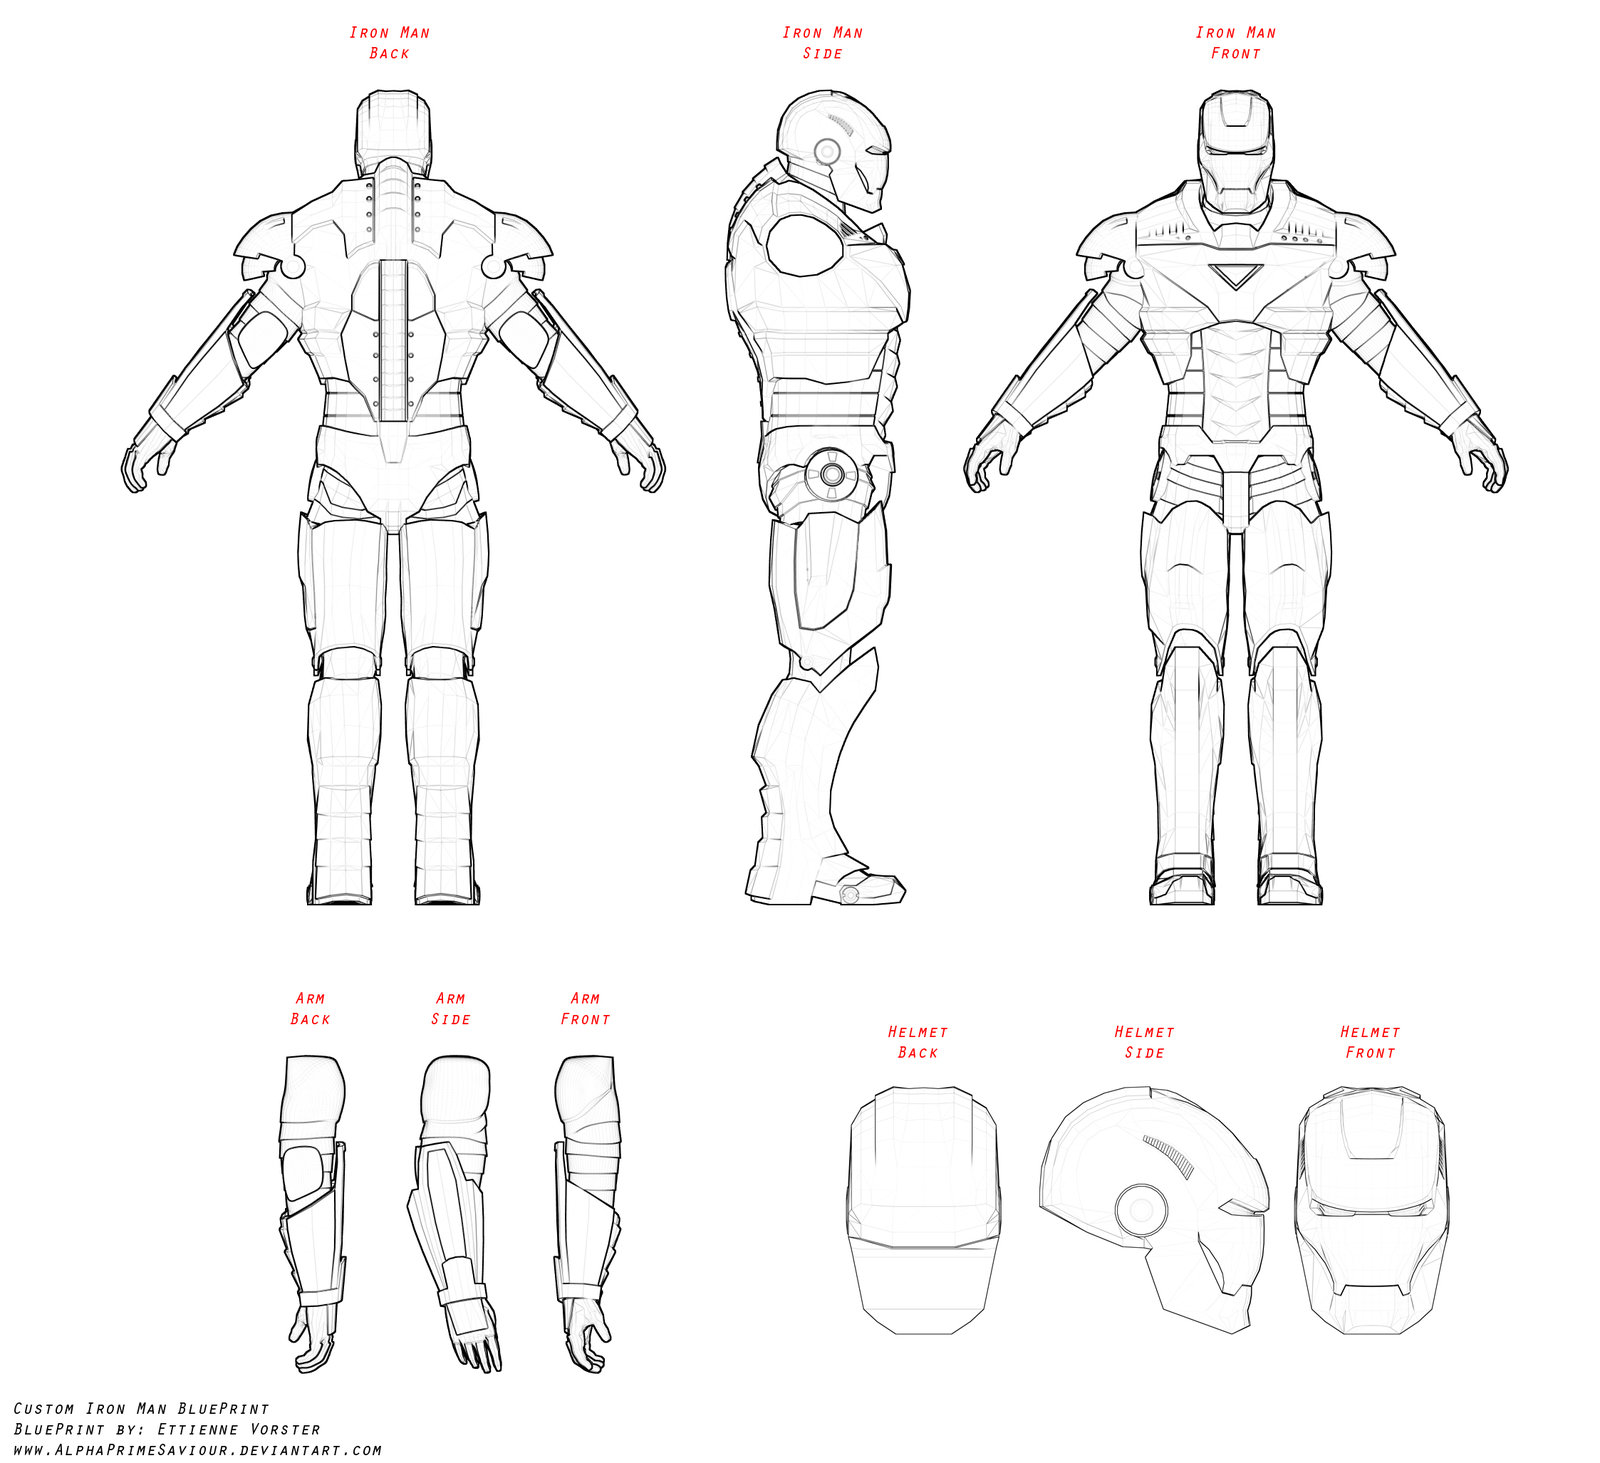 Iron Man
Back
Iron Man
Side
Iron Man
Front
Arm
Back
Arm
Side
Arm
Front
Helmet
Back
Helmet
Side
Helmet
Front
Custom Iron Man BluePrint
BluePrint by: Ettienne Vorster
www.AlphaPrimeSaviour.deviantart.com